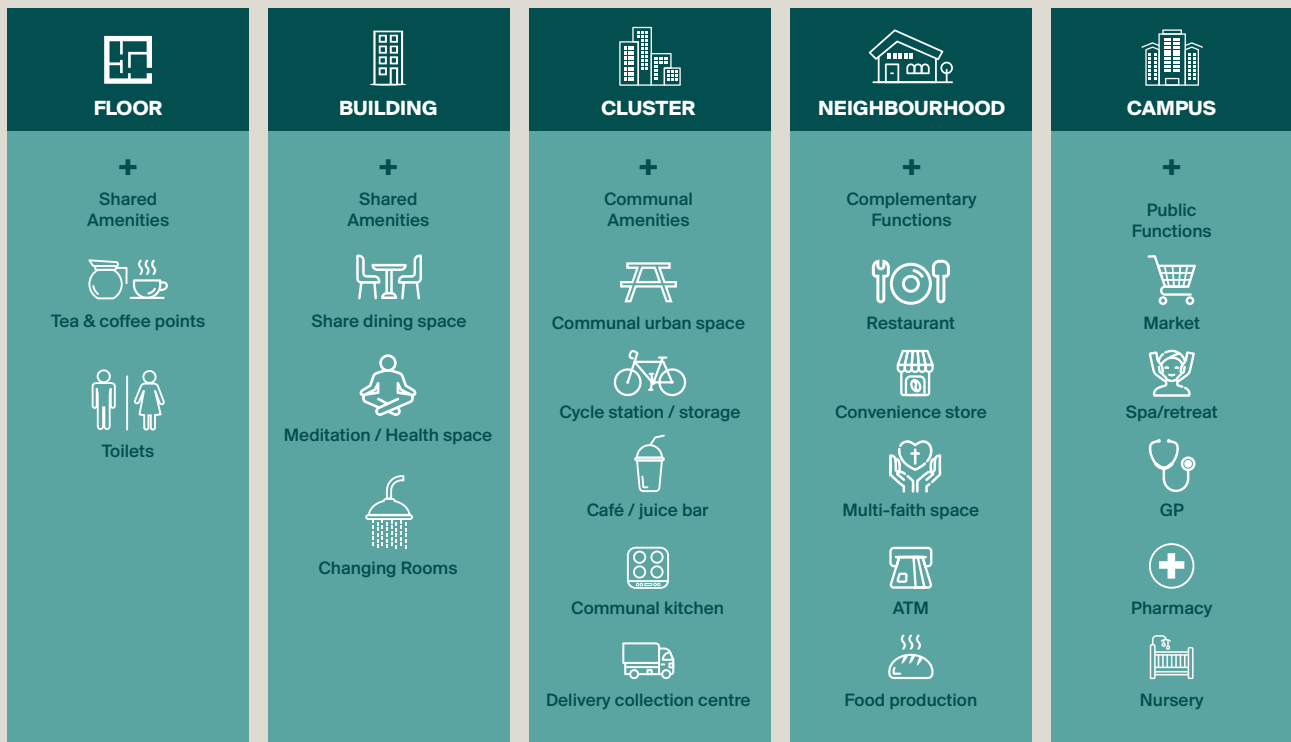 FLOOR
+
Shared
Amenities
Tea & coffee points
Toilets
BUILDING
+
Shared
Amenities
Share dining space
Meditation / Health space
Changing Rooms
CLUSTER
+
Communal
Amenities
Communal urban space
Cycle station / storage
Café / juice bar
Communal kitchen
Delivery collection centre
NEIGHBOURHOOD
+
Complementary
Functions
Restaurant
Convenience store
Multi-faith space
ATM
Food production
CAMPUS
+
Public
Functions
Market
Spa/retreat
GP
Pharmacy
Nursery